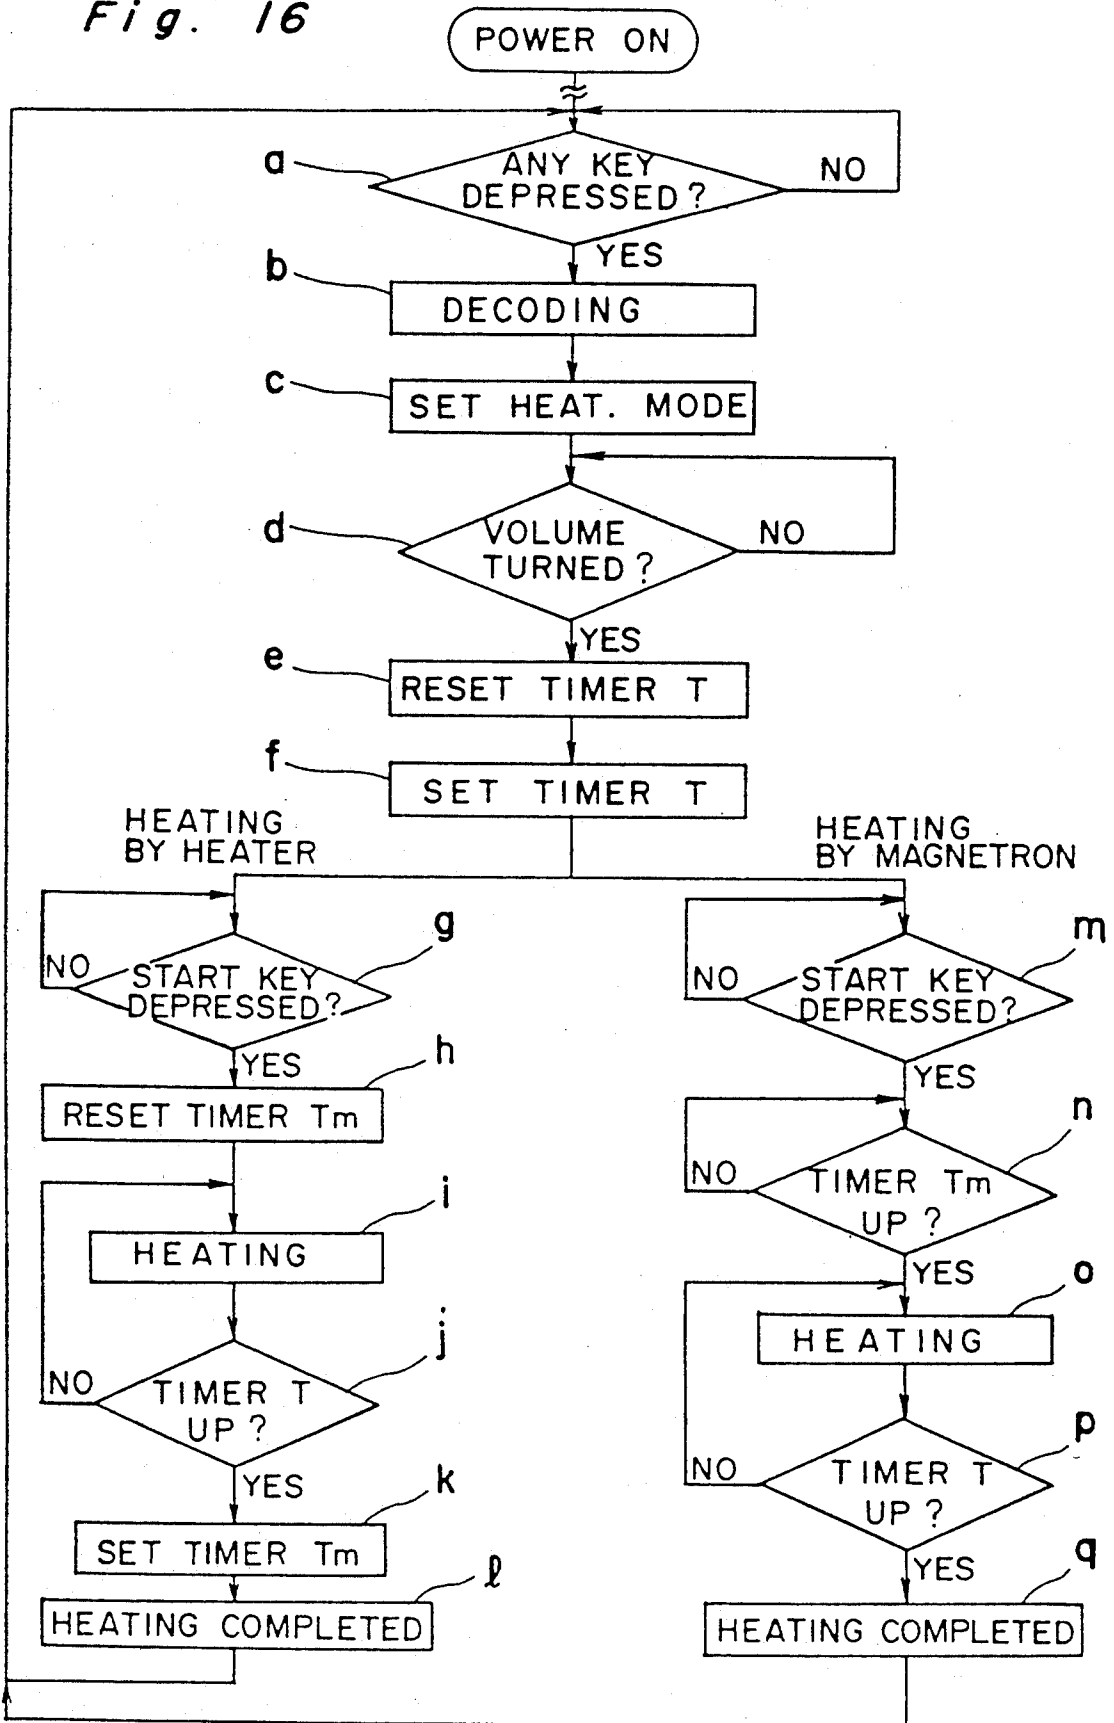 Fig. 16
POWER ON
a
ANY KEY
DEPRESSED?
NO
YES
b
DECODING
c
SET HEAT. MODE
d
VOLUME
TURNED?
NO
YES
e
RESET TIMER T
f
SET TIMER T
HEATING
BY HEATER
HEATING
BY MAGNETRON
g
START KEY
DEPRESSED?
NO
YES
h
RESET TIMER Tm
i
HEATING
j
TIMER T
UP?
NO
YES
k
SET TIMER Tm
l
HEATING COMPLETED
m
START KEY
DEPRESSED?
NO
YES
n
TIMER Tm
UP?
NO
YES
o
HEATING
p
TIMER T
UP?
NO
YES
q
HEATING COMPLETED